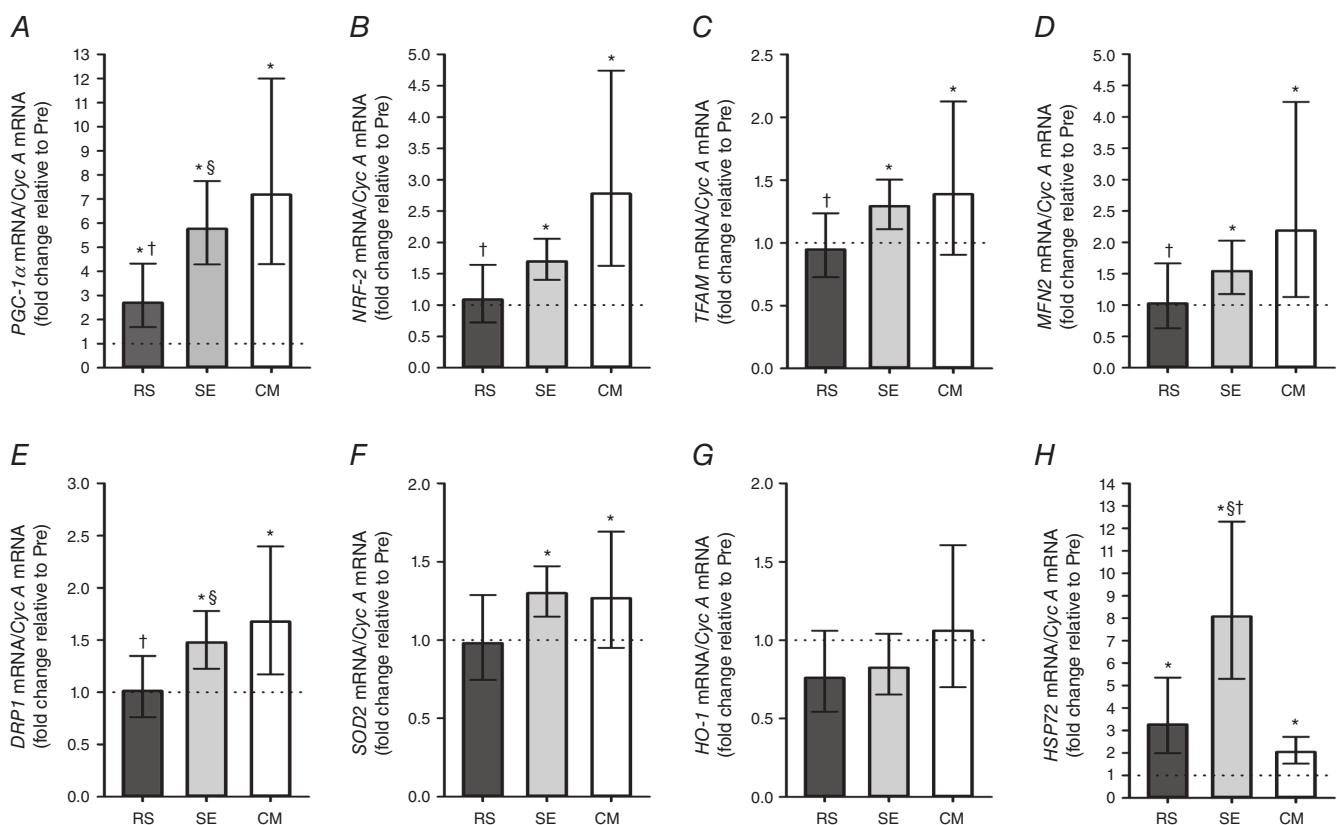 A
PGC-1α mRNA/Cyc A mRNA
(fold change relative to Pre)
13
12
11
10
9
8
7
6
5
4
3
2
1
0
* †
* §
*
RS SE CM
B
NRF-2 mRNA/Cyc A mRNA
(fold change relative to Pre)
5.0
4.5
4.0
3.5
3.0
2.5
2.0
1.5
1.0
0.5
0.0
†
*
*
RS SE CM
C
TFAM mRNA/Cyc A mRNA
(fold change relative to Pre)
2.5
2.0
1.5
1.0
0.5
0.0
†
*
*
RS SE CM
D
MFN2 mRNA/Cyc A mRNA
(fold change relative to Pre)
5.0
4.5
4.0
3.5
3.0
2.5
2.0
1.5
1.0
0.5
0.0
†
*
*
RS SE CM
E
DRP1 mRNA/Cyc A mRNA
(fold change relative to Pre)
3.0
2.5
2.0
1.5
1.0
0.5
0.0
†
* §
*
RS SE CM
F
SOD2 mRNA/Cyc A mRNA
(fold change relative to Pre)
2.0
1.5
1.0
0.5
0.0
*
*
RS SE CM
G
HO-1 mRNA/Cyc A mRNA
(fold change relative to Pre)
2.0
1.5
1.0
0.5
0.0
RS SE CM
H
HSP72 mRNA/Cyc A mRNA
(fold change relative to Pre)
14
13
12
11
10
9
8
7
6
5
4
3
2
1
0
*
*§†
*
RS SE CM